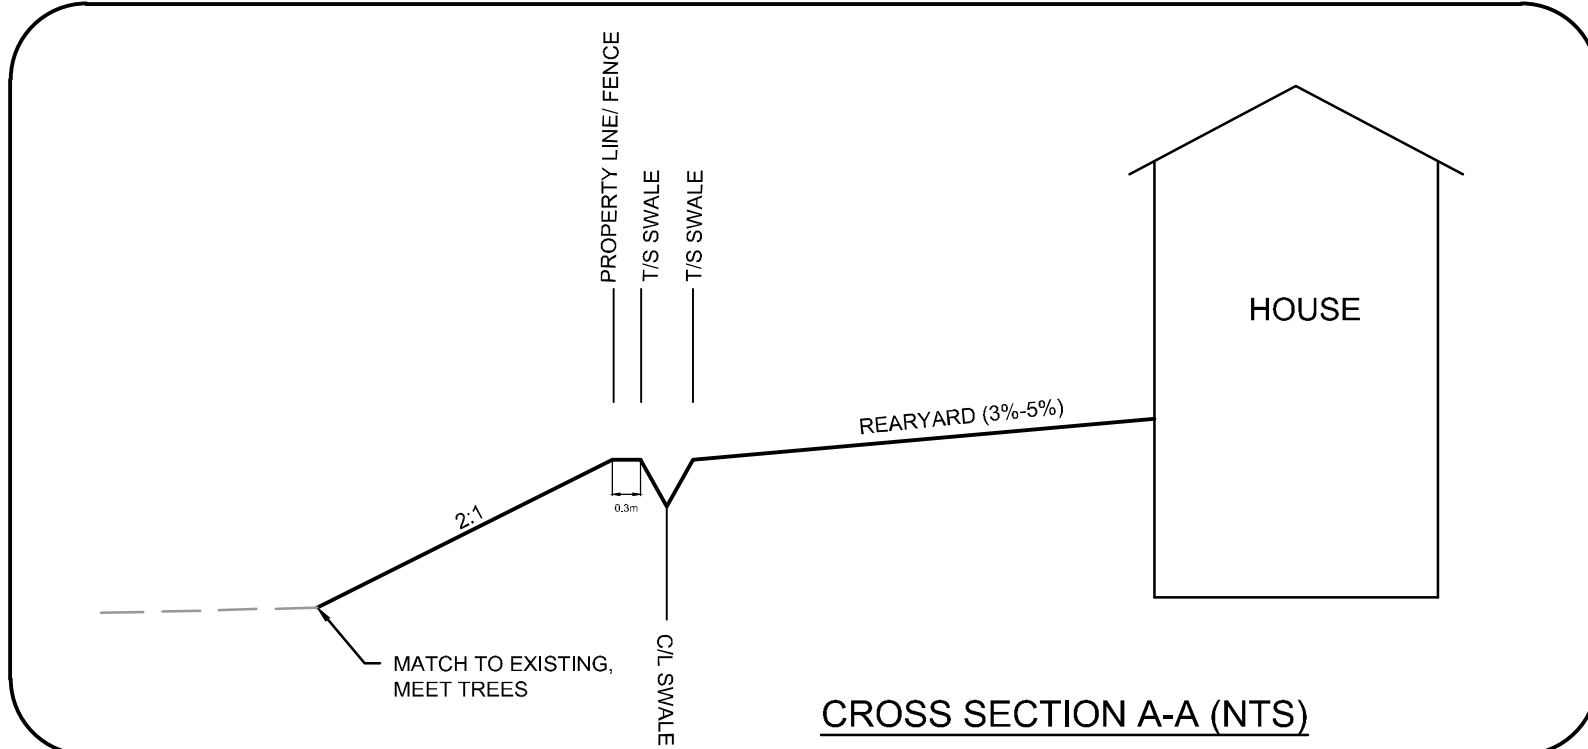 PROPERTY LINE/ FENCE
T/S SWALE
T/S SWALE
HOUSE
REARYARD (3%-5%)
2:1
0.3m
MATCH TO EXISTING,
MEET TREES
C/L SWALE
CROSS SECTION A-A (NTS)